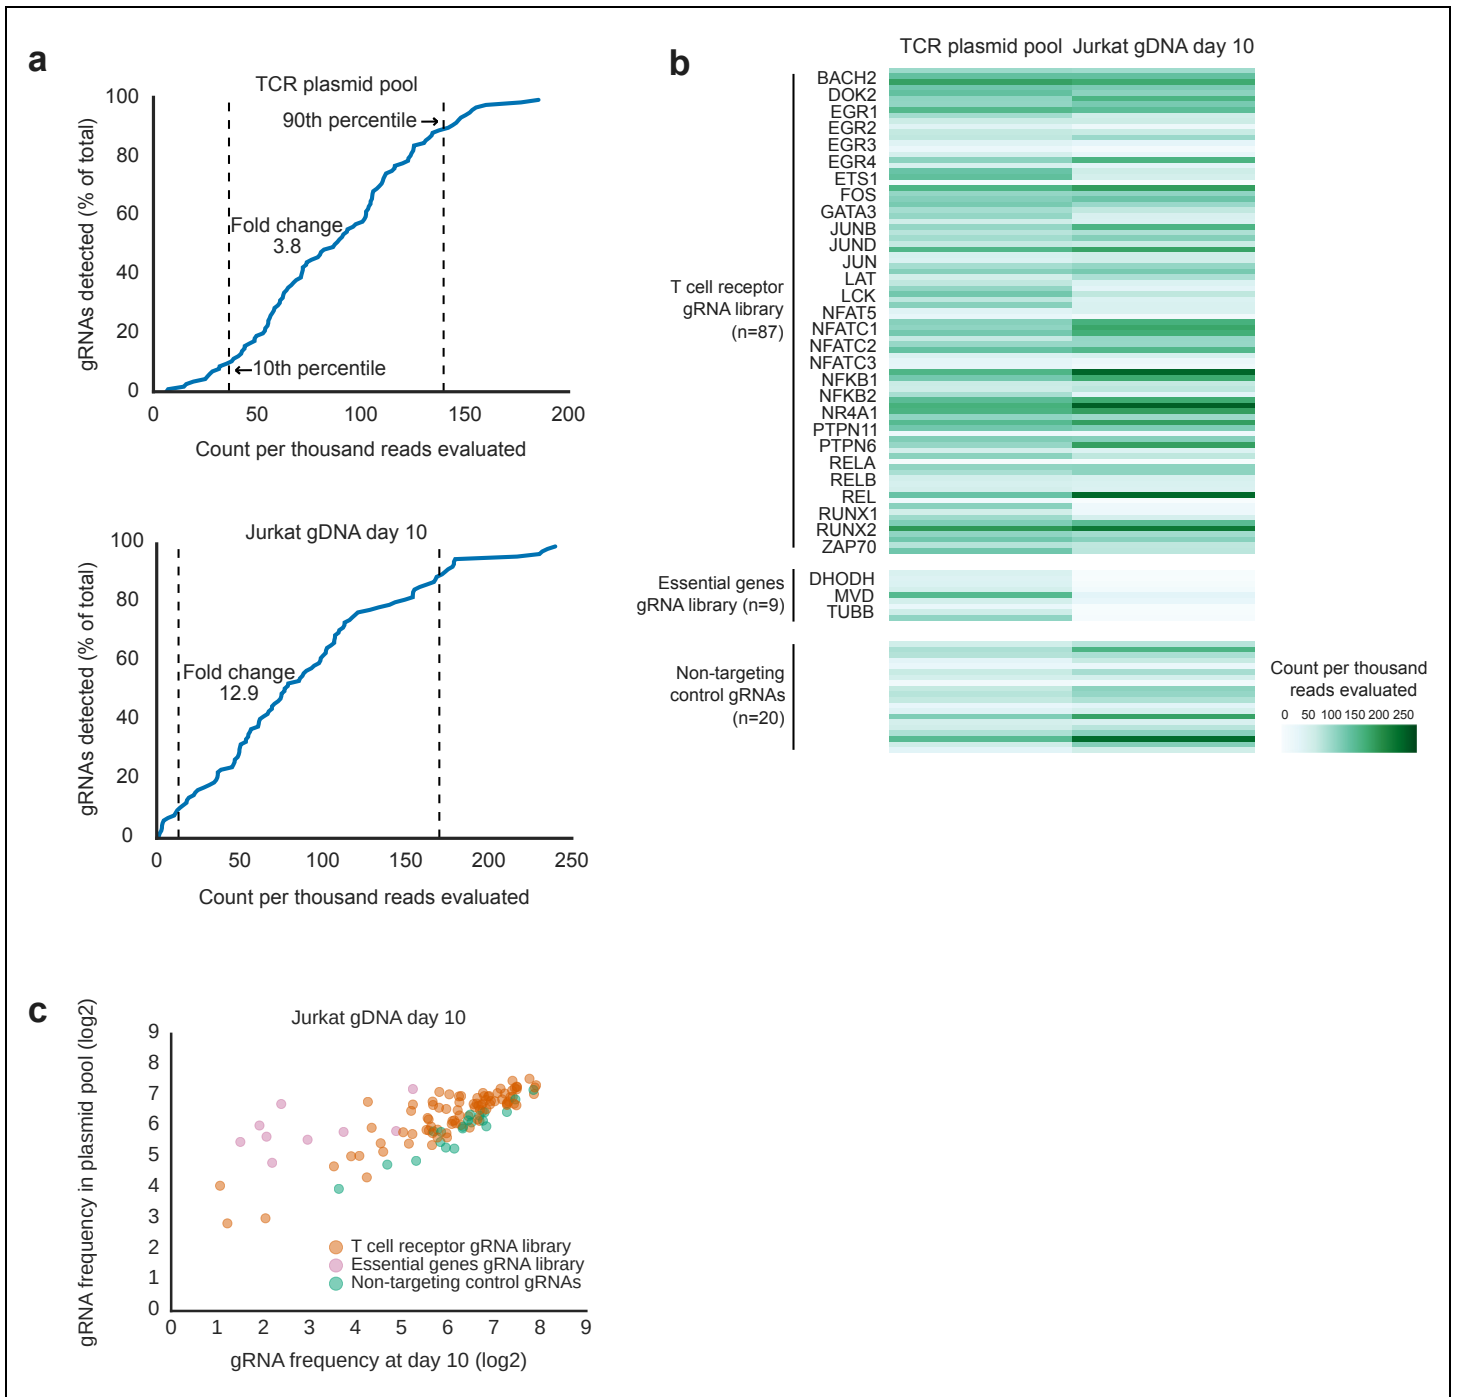 a
TCR plasmid pool
gRNAs detected (% of total)
100
80
60
40
20
0
90th percentile→
Fold change
3.8
←10th percentile
0 50 100 150 200
Count per thousand reads evaluated
Jurkat gDNA day 10
gRNAs detected (% of total)
100
80
60
40
20
0
Fold change
12.9
0 50 100 150 200 250
Count per thousand reads evaluated
b
TCR plasmid pool Jurkat gDNA day 10
T cell receptor
gRNA library
(n=87)
BACH2
DOK2
EGR1
EGR2
EGR3
EGR4
ETS1
FOS
GATA3
JUNB
JUND
JUN
LAT
LCK
NFAT5
NFATC1
NFATC2
NFATC3
NFKB1
NFKB2
NR4A1
PTPN11
PTPN6
RELA
RELB
REL
RUNX1
RUNX2
ZAP70
Essential genes
gRNA library (n=9)
DHODH
MVD
TUBB
Non-targeting
control gRNAs
(n=20)
Count per thousand
reads evaluated
0 50 100 150 200 250
c
Jurkat gDNA day 10
gRNA frequency in plasmid pool (log2)
9
8
7
6
5
4
3
2
1
0
T cell receptor gRNA library
Essential genes gRNA library
Non-targeting control gRNAs
0 1 2 3 4 5 6 7 8 9
gRNA frequency at day 10 (log2)